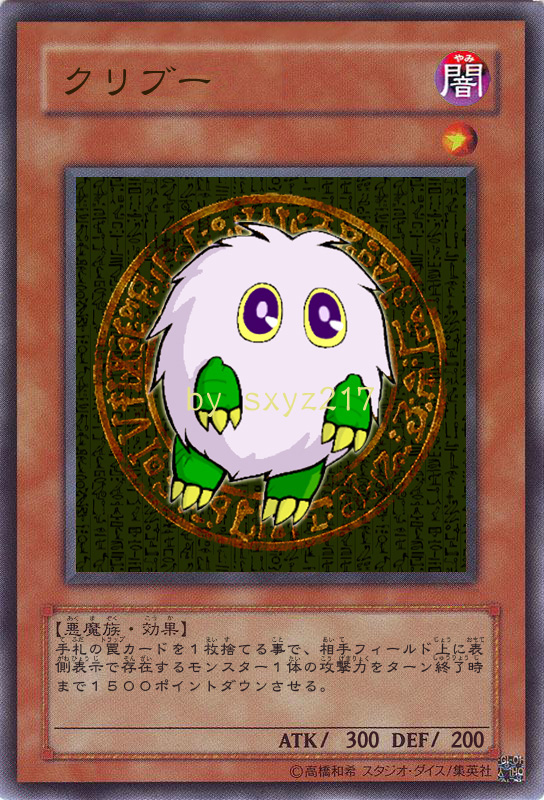 クリブー
やみ
闇
by sxyz217
【悪魔族・効果】
手札の罠カードを1枚捨てる事で、相手フィールド上に表
側表示で存在するモンスター1体の攻撃力をターン終了時
まで1500ポイントダウンさせる。
ATK/ 300 DEF/ 200
©高橋和希 スタジオ・ダイス/集英社